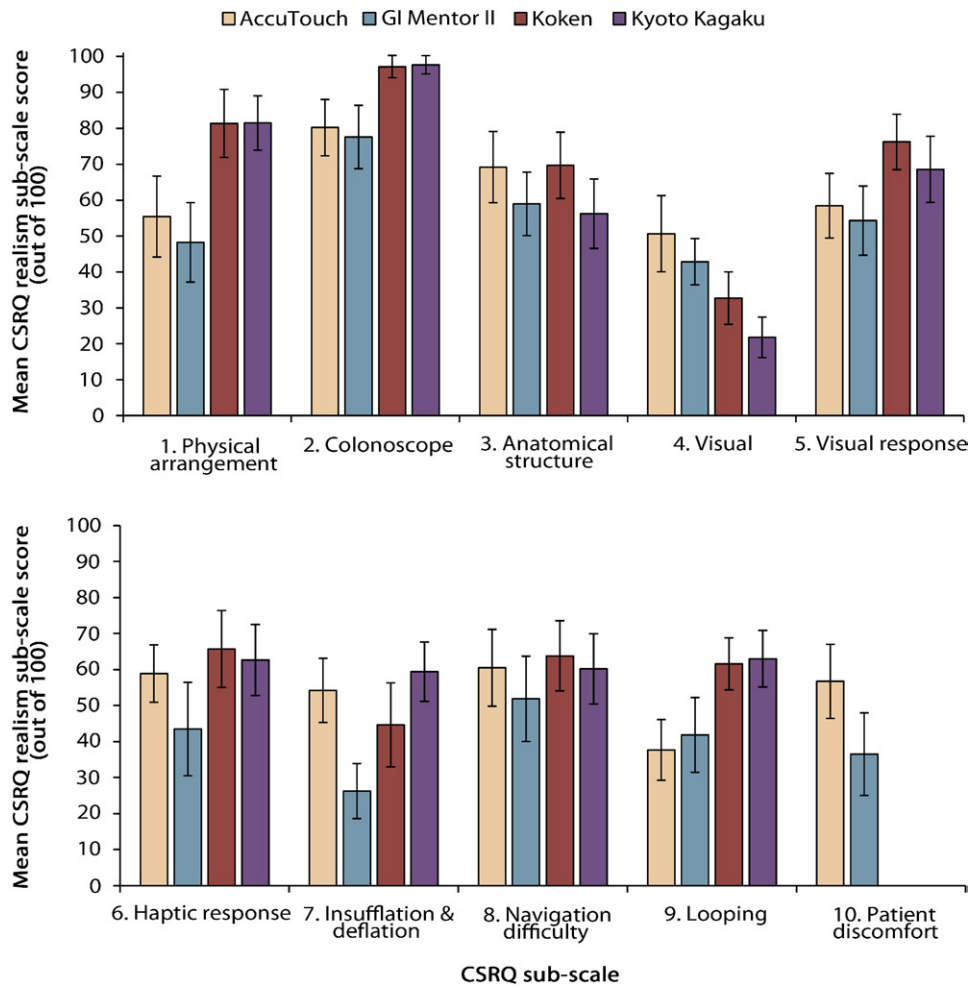 AccuTouch GI Mentor II Koken Kyoto Kagaku
Mean CSRQ realism sub-scale score
(out of 100)
100
90
80
70
60
50
40
30
20
10
0
1. Physical
arrangement
2. Colonoscope
3. Anatomical
structure
4. Visual
5. Visual response
Mean CSRQ realism sub-scale score
(out of 100)
100
90
80
70
60
50
40
30
20
10
0
6. Haptic response
7. Insufflation &
deflation
8. Navigation
difficulty
9. Looping
10. Patient
discomfort
CSRQ sub-scale